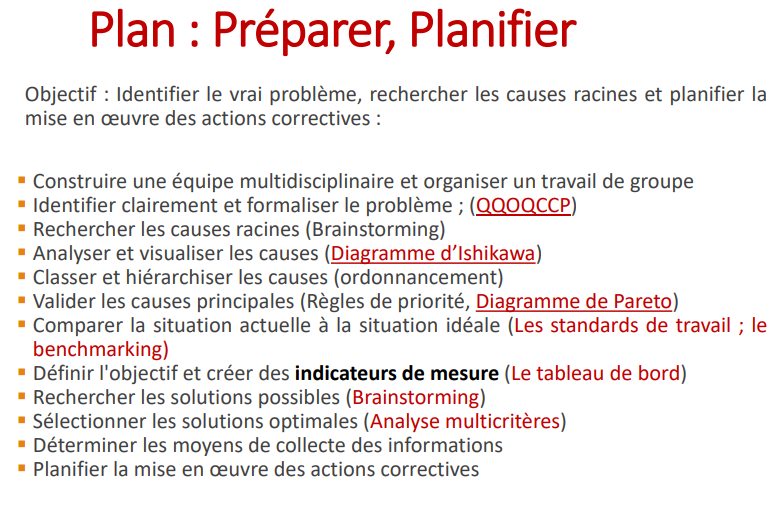 Plan : Préparer, Planifier
Objectif : Identifier le vrai problème, rechercher les causes racines et planifier la
mise en œuvre des actions correctives :
▪ Construire une équipe multidisciplinaire et organiser un travail de groupe
▪ Identifier clairement et formaliser le problème ; (QQOQCCP)
▪ Rechercher les causes racines (Brainstorming)
▪ Analyser et visualiser les causes (Diagramme d’Ishikawa)
▪ Classer et hiérarchiser les causes (ordonnancement)
▪ Valider les causes principales (Règles de priorité, Diagramme de Pareto)
▪ Comparer la situation actuelle à la situation idéale (Les standards de travail ; le
benchmarking)
▪ Définir l'objectif et créer des indicateurs de mesure (Le tableau de bord)
▪ Rechercher les solutions possibles (Brainstorming)
▪ Sélectionner les solutions optimales (Analyse multicritères)
▪ Déterminer les moyens de collecte des informations
▪ Planifier la mise en œuvre des actions correctives